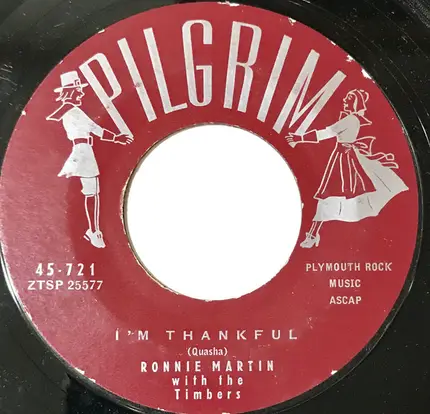 PILGRIM
45-721
ZTSP 25577
PLYMOUTH ROCK
MUSIC
ASCAP
I'M THANKFUL
(Quasha)
RONNIE MARTIN
with the
Timbers